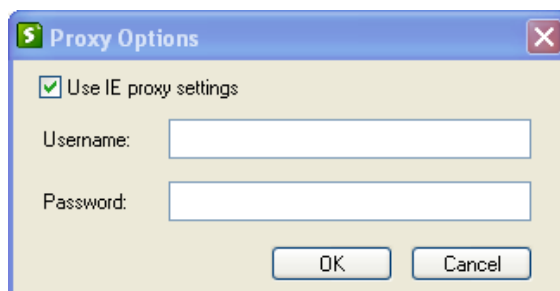 S Proxy Options
Use IE proxy settings
Username:
Password:
OK Cancel